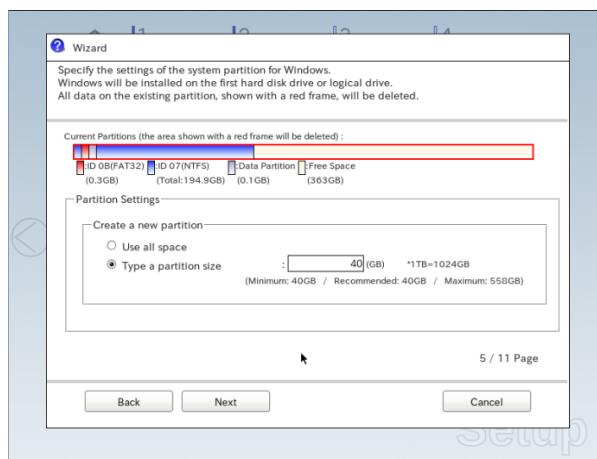 1 2 3 4
Wizard
Specify the settings of the system partition for Windows.
Windows will be installed on the first hard disk drive or logical drive.
All data on the existing partition, shown with a red frame, will be deleted.
Current Partitions (the area shown with a red frame will be deleted) :
:ID 0B(FAT32) :ID 07(NTFS) :Data Partition :Free Space
(0.3GB) (Total:194.9GB) (0.1GB) (363GB)
Partition Settings
Create a new partition
Use all space
Type a partition size : 40 (GB) *1TB=1024GB
(Minimum: 40GB / Recommended: 40GB / Maximum: 558GB)
5 / 11 Page
Back Next Cancel
Setup